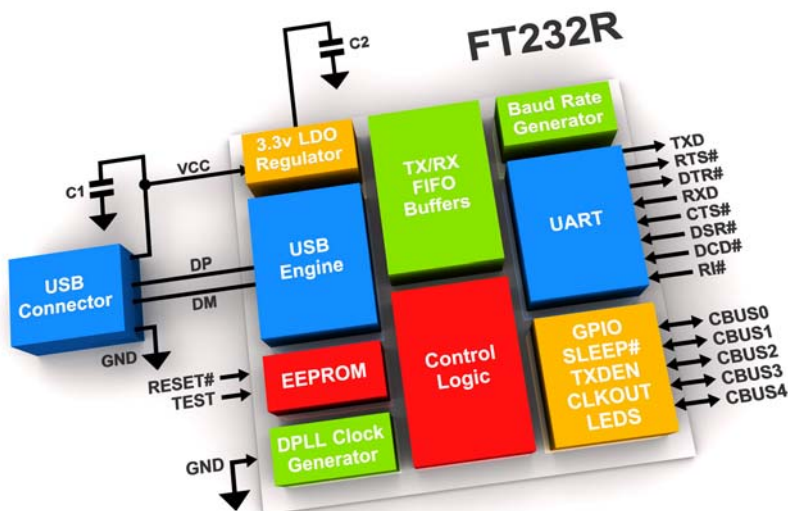 FT232R
C2
C1
VCC
3.3v LDO
Regulator
TX/RX
FIFO
Buffers
Baud Rate
Generator
TXD
RTS#
DTR#
RXD
CTS#
DSR#
DCD#
RI#
UART
USB
Engine
USB
Connector
DP
DM
GND
RESET#
TEST
EEPROM
Control
Logic
GPIO
SLEEP#
TXDEN
CLKOUT
LEDS
CBUS0
CBUS1
CBUS2
CBUS3
CBUS4
DPLL Clock
Generator
GND